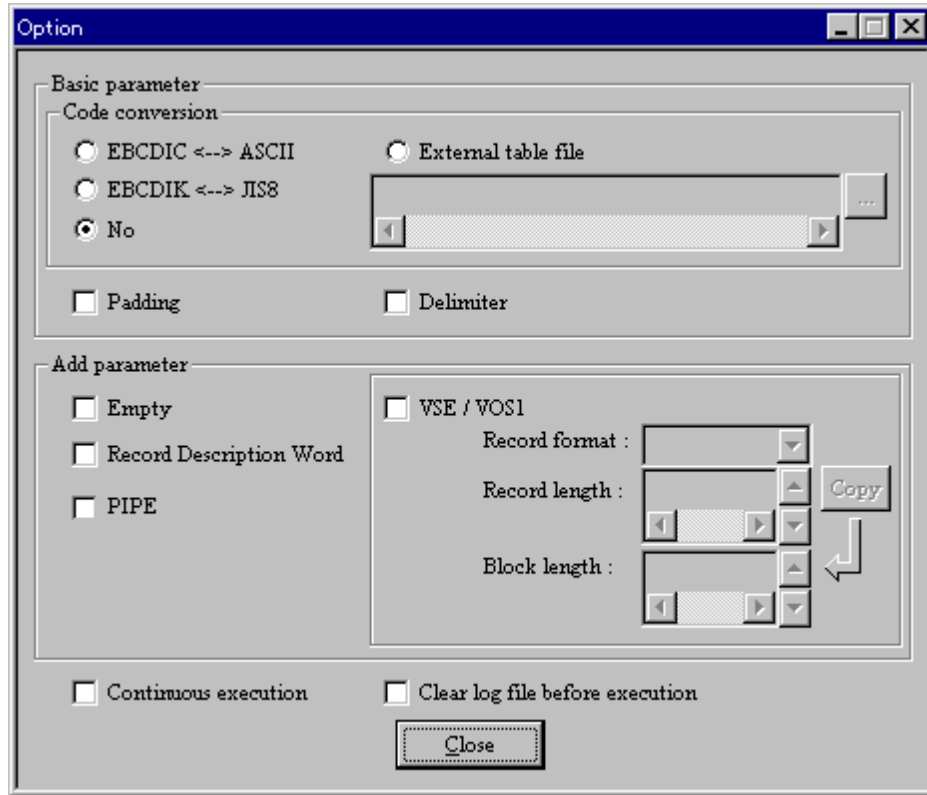 Option
Basic parameter
Code conversion
EBCDIC <--> ASCII
External table file
EBCDIK <--> JIS8
...
No
Padding
Delimiter
Add parameter
Empty
VSE / VOS1
Record format :
Record Description Word
Record length :
Copy
PIPE
Block length :
Continuous execution
Clear log file before execution
Close